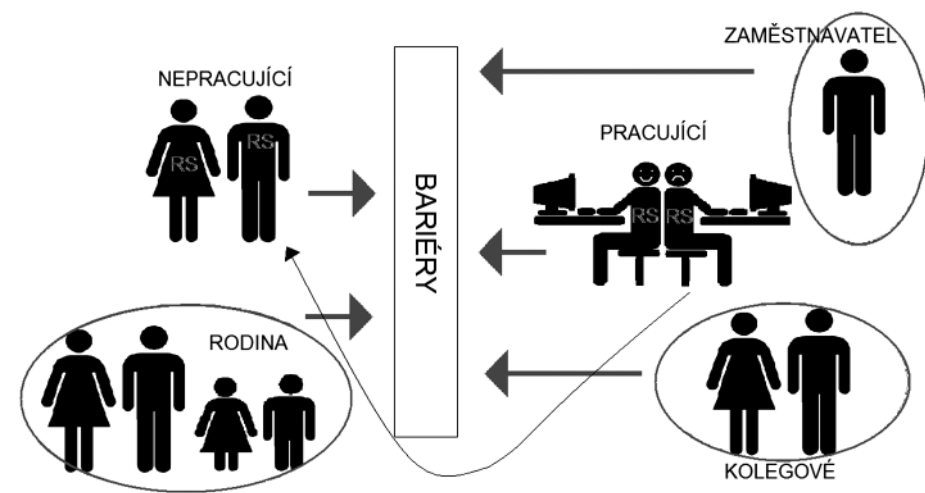 ZAMĚSTNAVATEL
NEPRACUJÍCÍ
RS
RS
PRACUJÍCÍ
RS RS
BARIÉRY
RODINA
KOLEGOVÉ